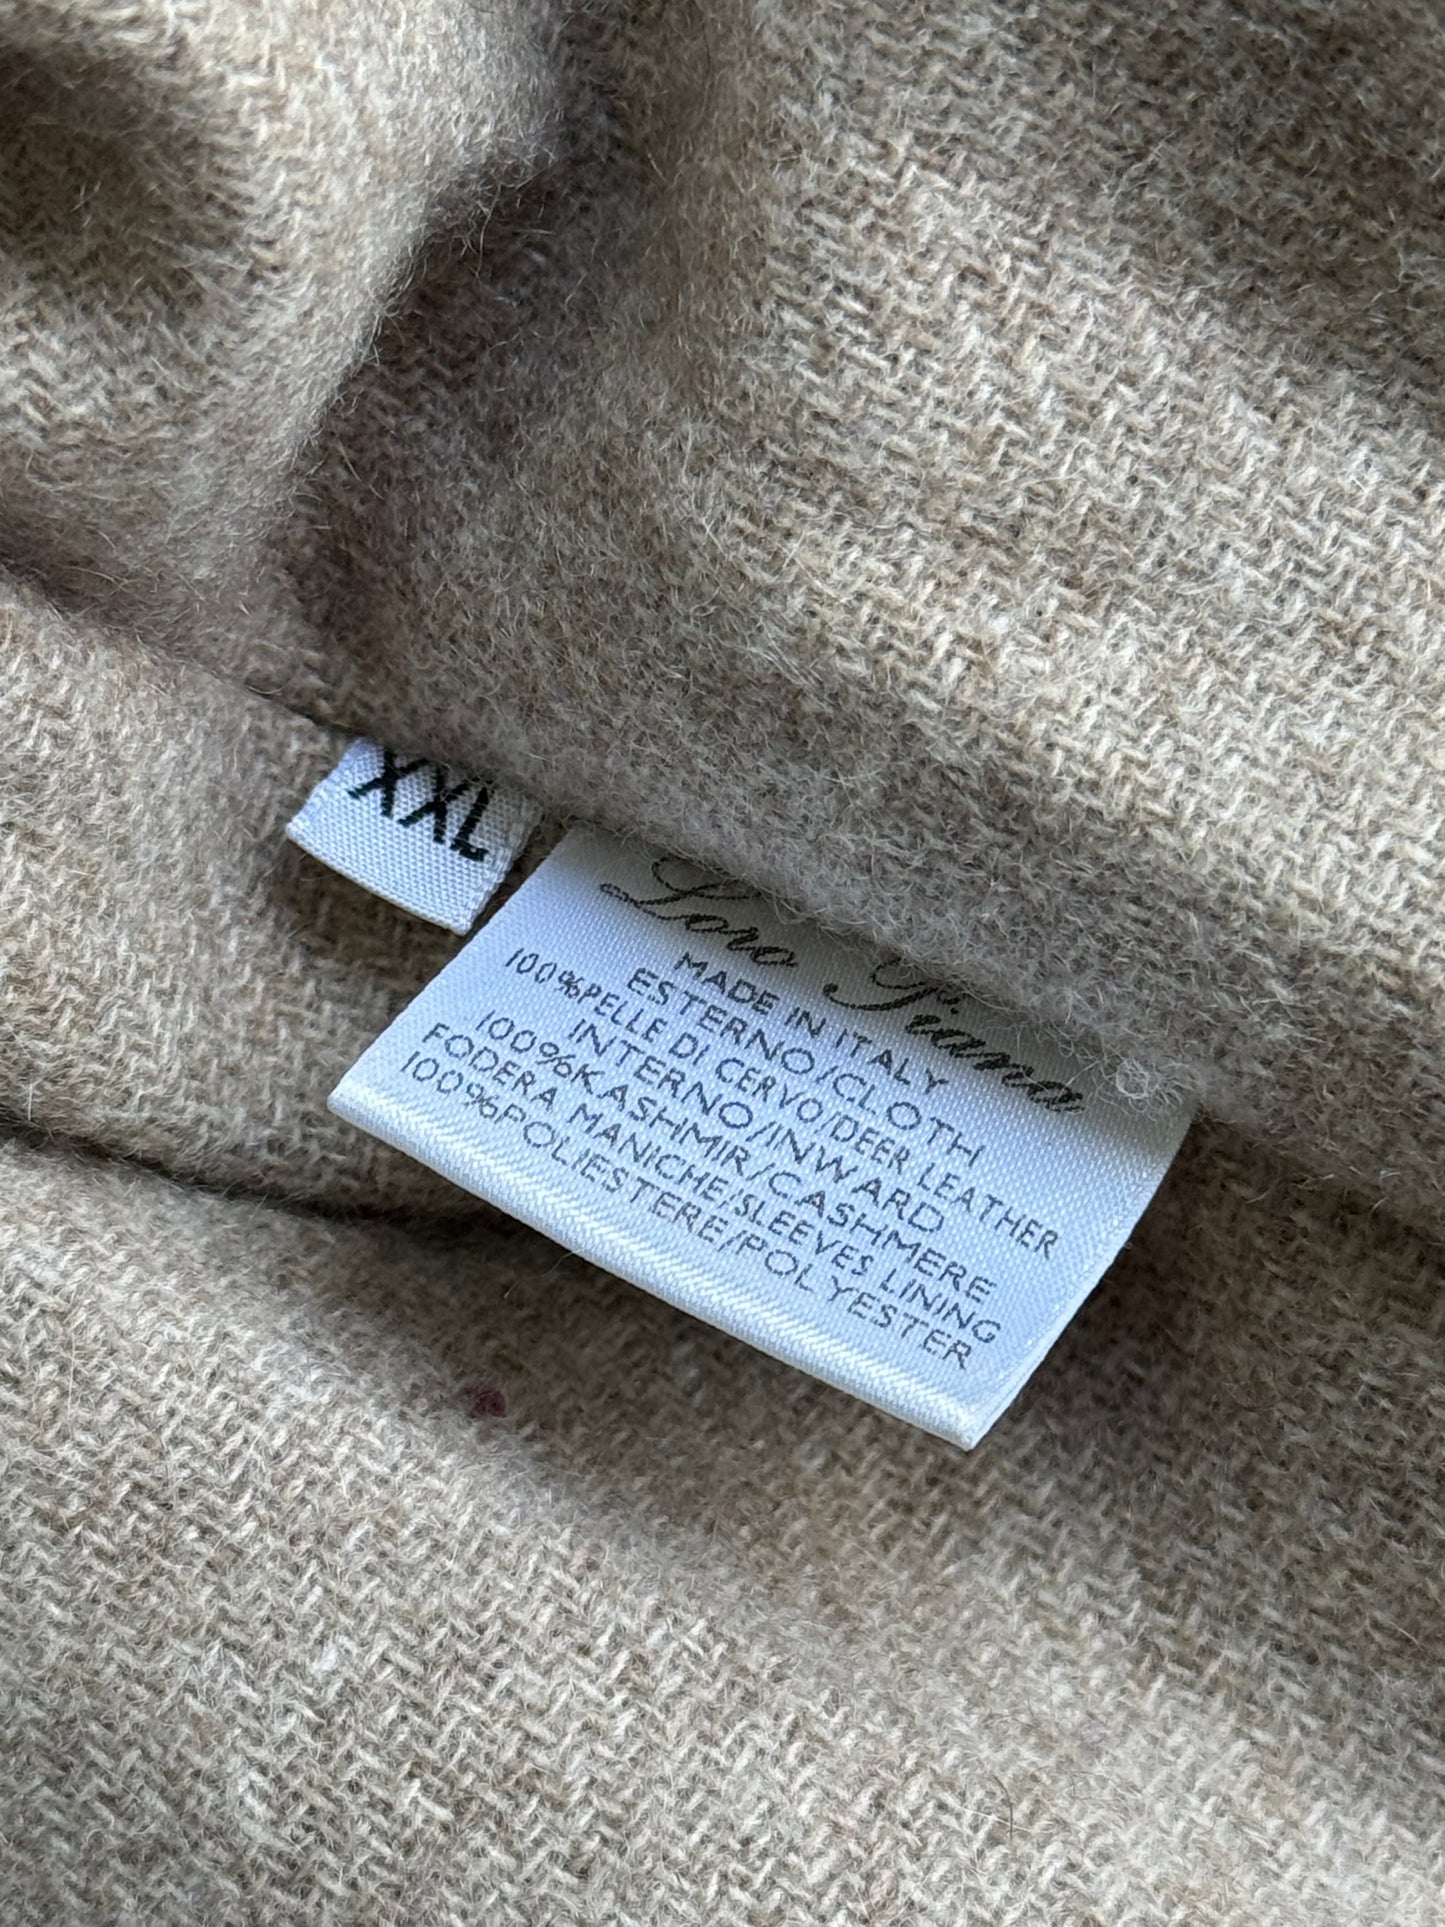 XXL
Loro Piana
MADE IN ITALY
ESTERNO/CLOTH
100%PELLE DI CERVO/DEER LEATHER
INTERNO/INWARD
100%KASHMIR/CASHMERE
FODERA MANICHE/SLEEVES LINING
100%POLIESTERE/POLYESTER